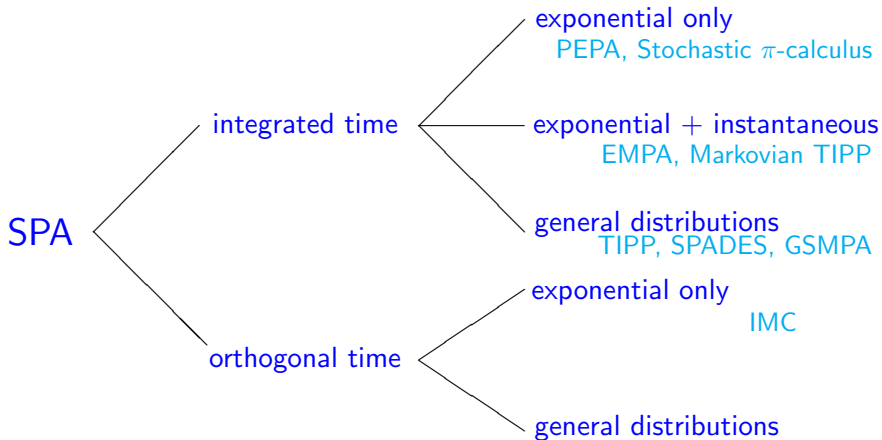 exponential only
PEPA, Stochastic π-calculus
integrated time
exponential + instantaneous
EMPA, Markovian TIPP
SPA
general distributions
TIPP, SPADES, GSMPA
exponential only
IMC
orthogonal time
general distributions